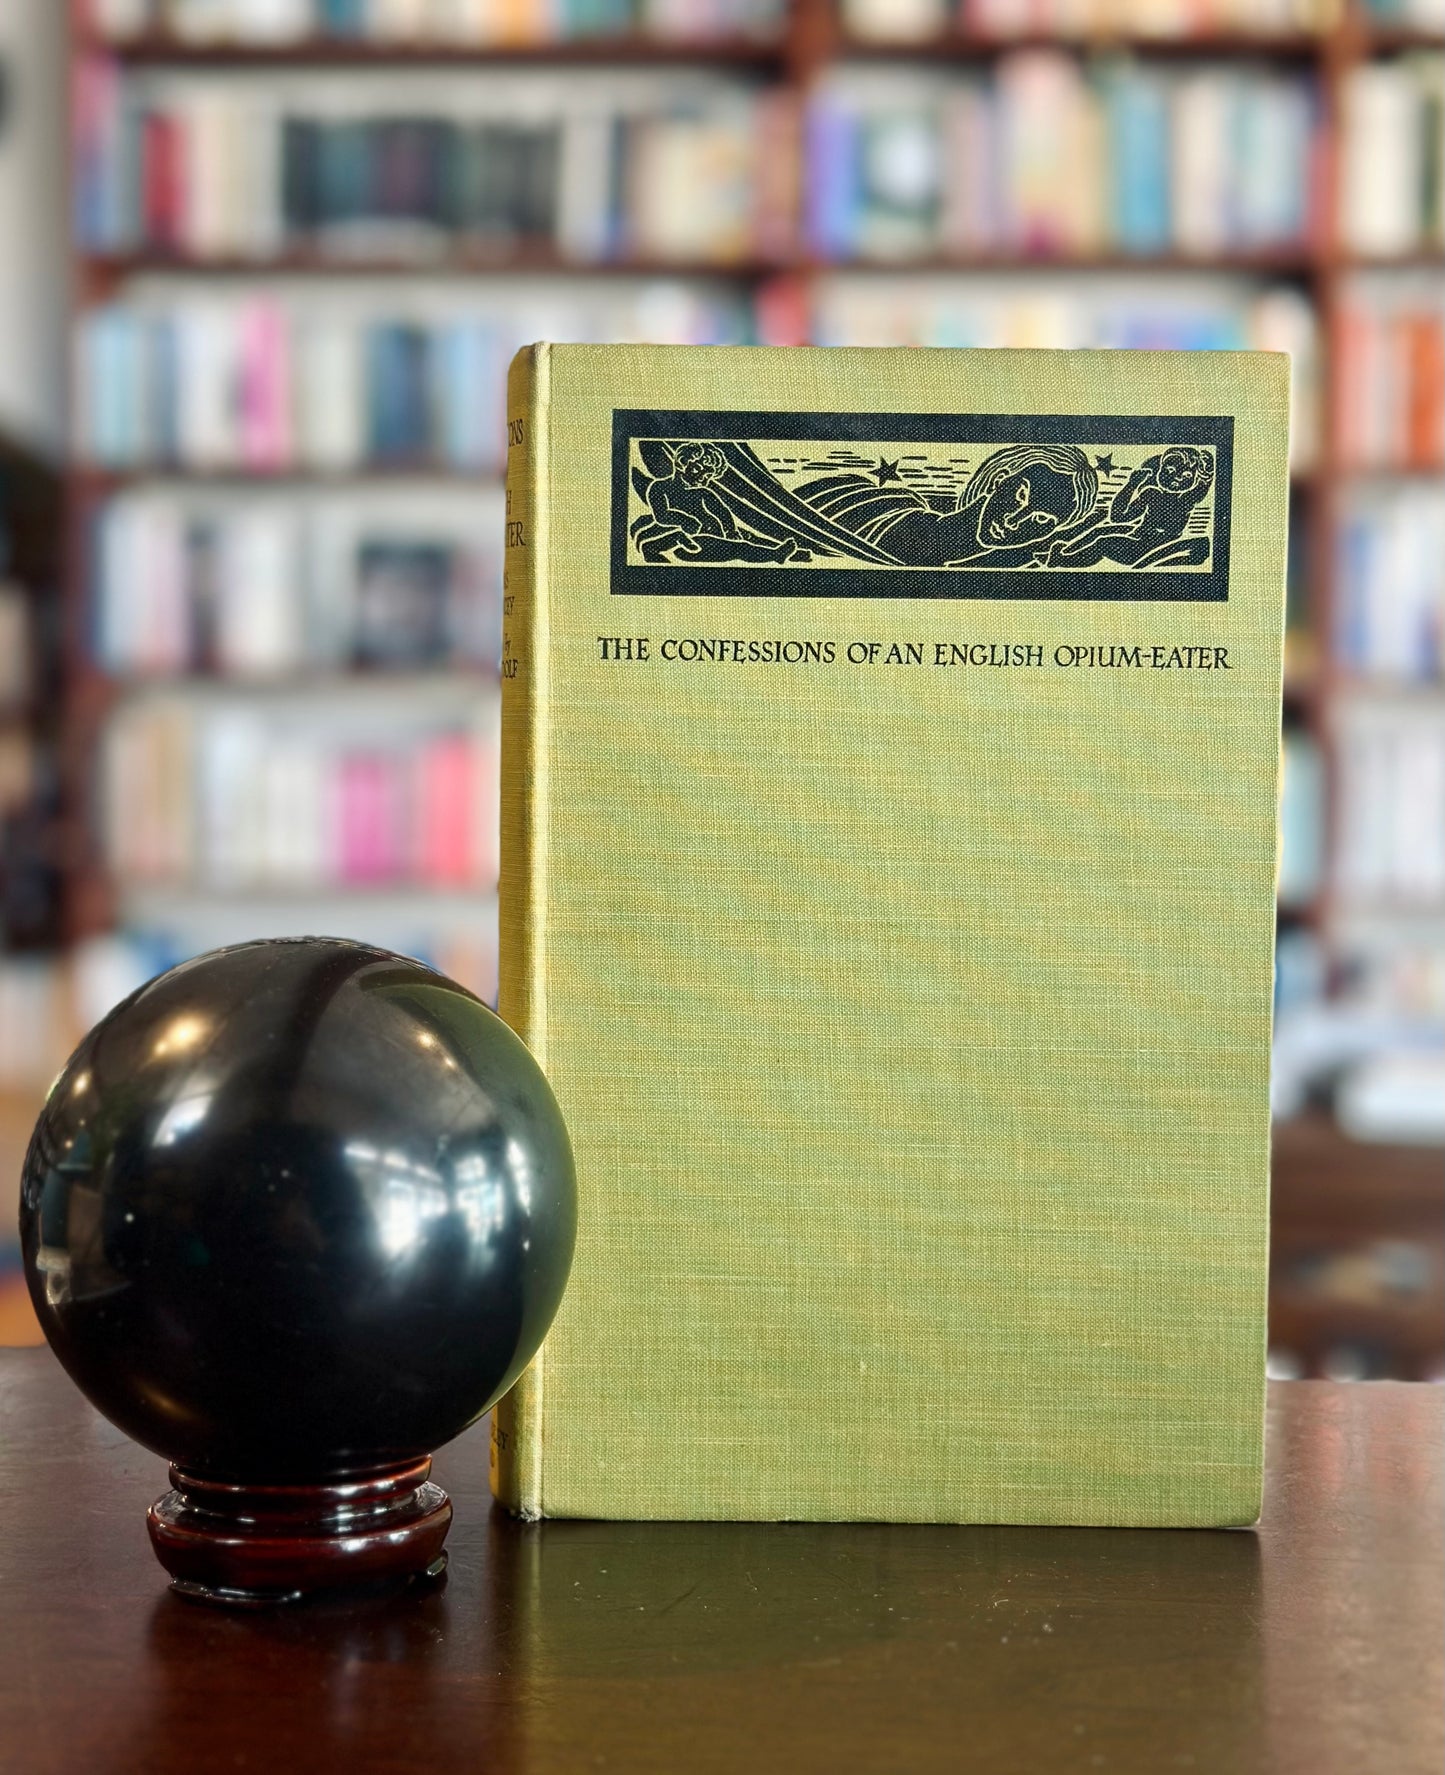 THE CONFESSIONS OF AN ENGLISH OPIUM-EATER